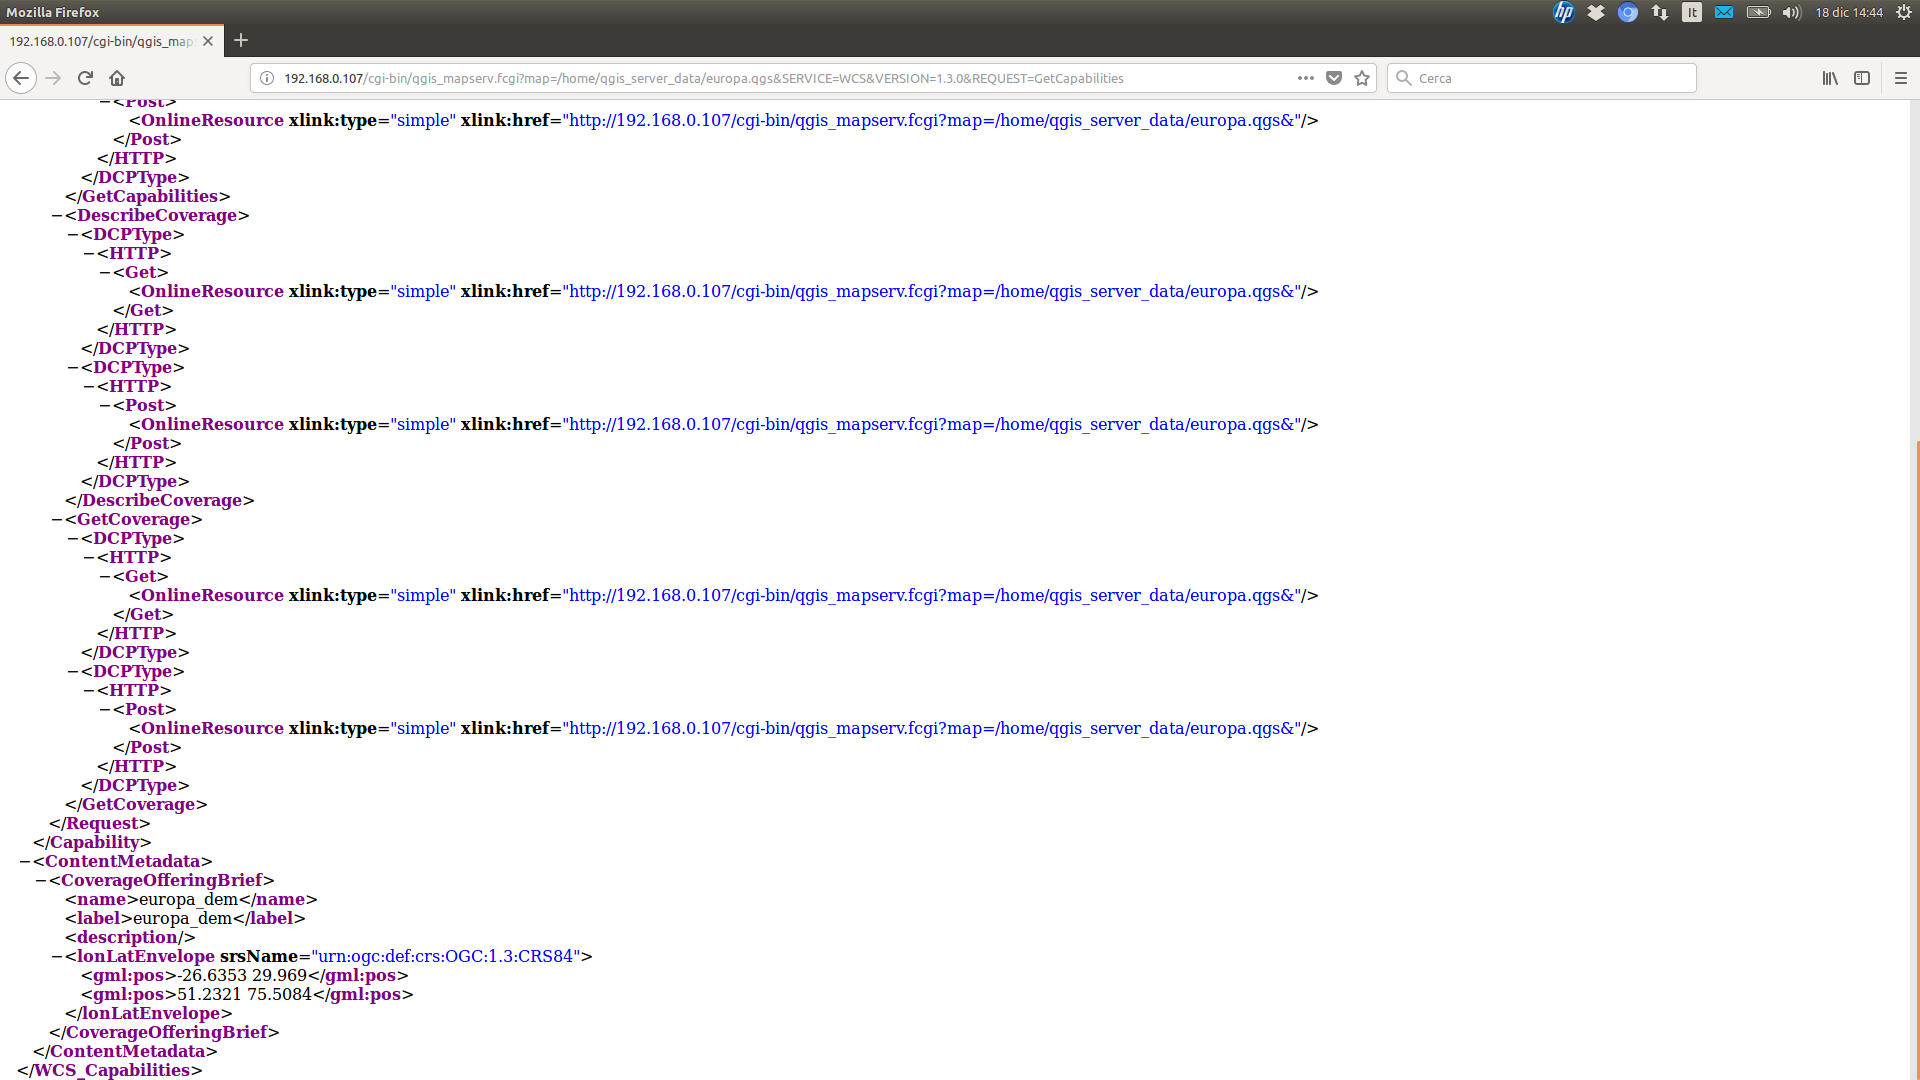 Mozilla Firefox
hp It 18 dic 14:44
192.168.0.107/cgi-bin/qgis_map
192.168.0.107/cgi-bin/qgis_mapserv.fcgi?map=/home/qgis_server_data/europa.qgs&SERVICE=WCS&VERSION=1.3.0&REQUEST=GetCapabilities Cerca
−<Post>
<OnlineResource xlink:type="simple" xlink:href="http://192.168.0.107/cgi-bin/qgis_mapserv.fcgi?map=/home/qgis_server_data/europa.qgs&"/>
</Post>
</HTTP>
</DCPType>
</GetCapabilities>
−<DescribeCoverage>
−<DCPType>
−<HTTP>
−<Get>
<OnlineResource xlink:type="simple" xlink:href="http://192.168.0.107/cgi-bin/qgis_mapserv.fcgi?map=/home/qgis_server_data/europa.qgs&"/>
</Get>
</HTTP>
</DCPType>
−<DCPType>
−<HTTP>
−<Post>
<OnlineResource xlink:type="simple" xlink:href="http://192.168.0.107/cgi-bin/qgis_mapserv.fcgi?map=/home/qgis_server_data/europa.qgs&"/>
</Post>
</HTTP>
</DCPType>
</DescribeCoverage>
−<GetCoverage>
−<DCPType>
−<HTTP>
−<Get>
<OnlineResource xlink:type="simple" xlink:href="http://192.168.0.107/cgi-bin/qgis_mapserv.fcgi?map=/home/qgis_server_data/europa.qgs&"/>
</Get>
</HTTP>
</DCPType>
−<DCPType>
−<HTTP>
−<Post>
<OnlineResource xlink:type="simple" xlink:href="http://192.168.0.107/cgi-bin/qgis_mapserv.fcgi?map=/home/qgis_server_data/europa.qgs&"/>
</Post>
</HTTP>
</DCPType>
</GetCoverage>
</Request>
</Capability>
−<ContentMetadata>
−<CoverageOfferingBrief>
<name>europa_dem</name>
<label>europa_dem</label>
<description/>
−<lonLatEnvelope srsName="urn:ogc:def:crs:OGC:1.3:CRS84">
<gml:pos>-26.6353 29.969</gml:pos>
<gml:pos>51.2321 75.5084</gml:pos>
</lonLatEnvelope>
</CoverageOfferingBrief>
</ContentMetadata>
</WCS_Capabilities>